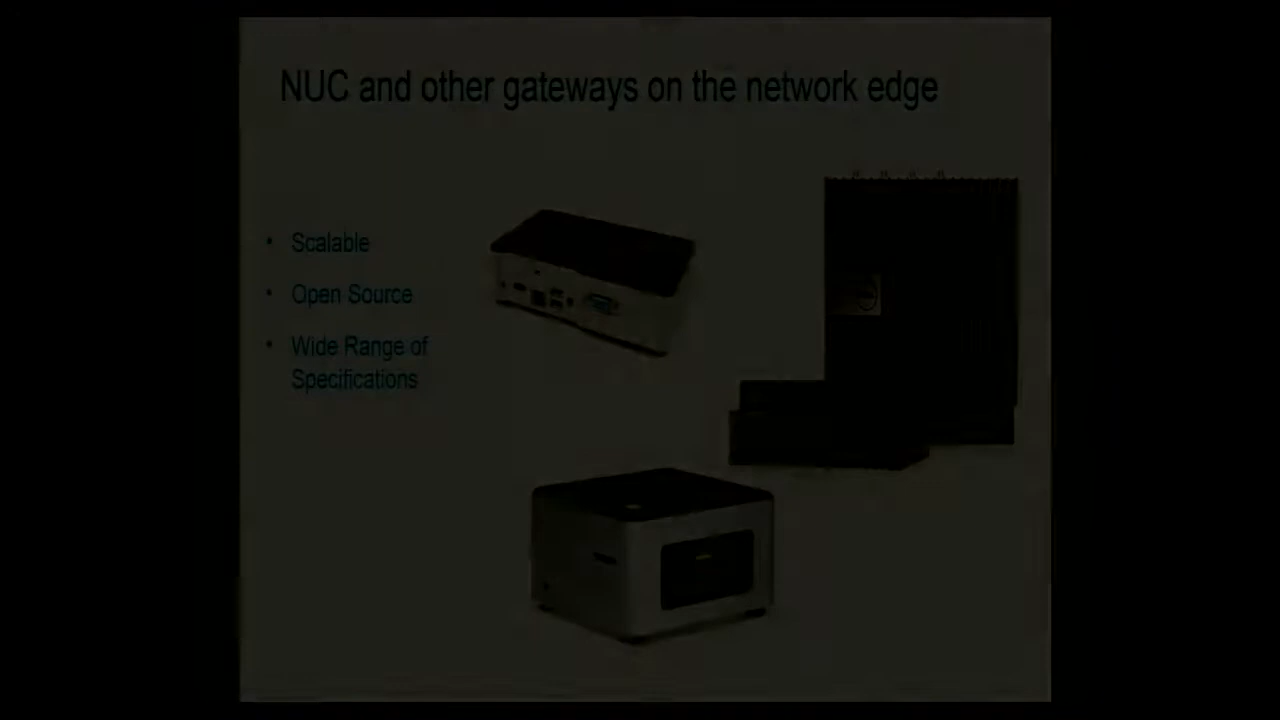 NUC and other gateways on the network edge
• Scalable
• Open Source
• Wide Range of
Specifications